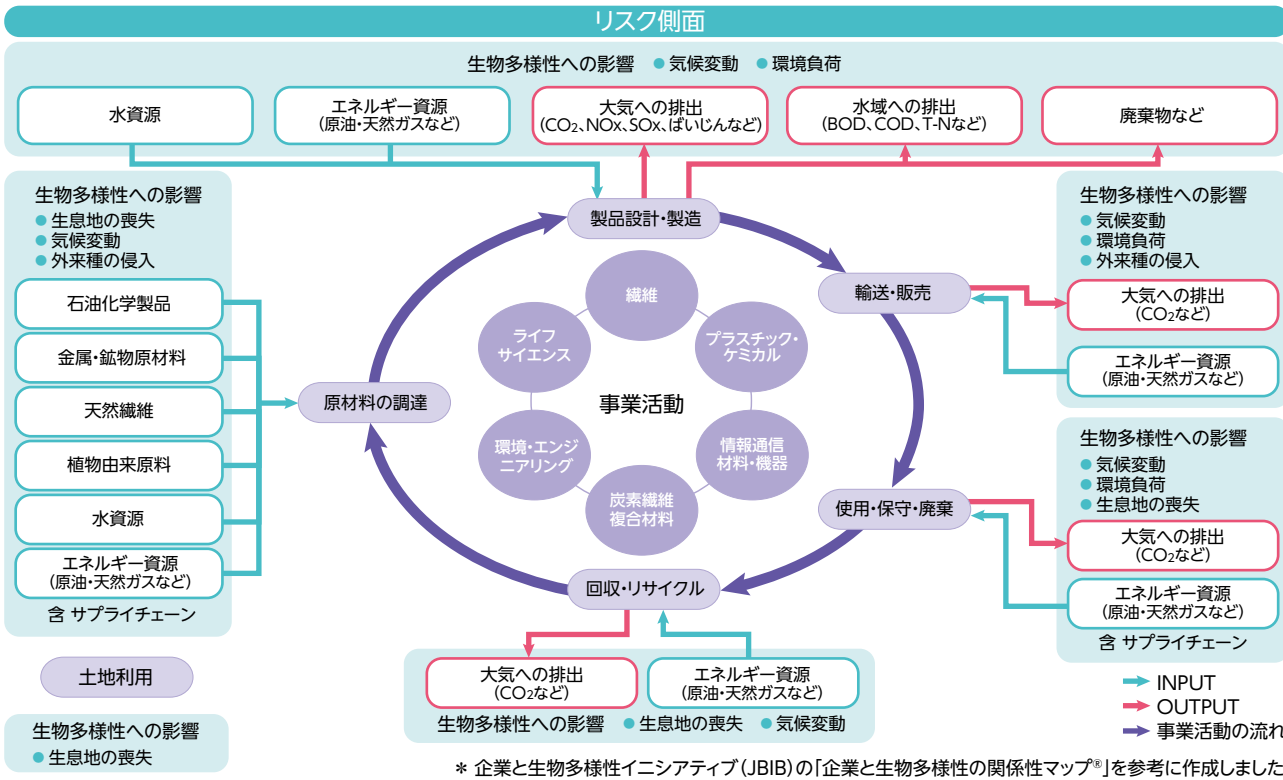 リスク側面
生物多様性への影響 ●気候変動 ●環境負荷
水資源
エネルギー資源
(原油・天然ガスなど)
大気への排出
(CO₂、NOx、SOx、ばいじんなど)
水域への排出
(BOD、COD、T-Nなど)
廃棄物など
生物多様性への影響
●生息地の喪失
●気候変動
●外来種の侵入
石油化学製品
金属・鉱物原材料
天然繊維
植物由来原料
水資源
エネルギー資源
(原油・天然ガスなど)
含 サプライチェーン
土地利用
生物多様性への影響
●生息地の喪失
製品設計・製造
輸送・販売
使用・保守・廃棄
回収・リサイクル
原材料の調達
事業活動
繊維
プラスチック・
ケミカル
情報通信
材料・機器
炭素繊維
複合材料
環境・エンジ
ニアリング
ライフ
サイエンス
生物多様性への影響
●気候変動
●環境負荷
●外来種の侵入
大気への排出
(CO₂など)
エネルギー資源
(原油・天然ガスなど)
生物多様性への影響
●気候変動
●環境負荷
●生息地の喪失
大気への排出
(CO₂など)
エネルギー資源
(原油・天然ガスなど)
含 サプライチェーン
大気への排出
(CO₂など)
エネルギー資源
(原油・天然ガスなど)
生物多様性への影響 ●生息地の喪失 ●気候変動
INPUT
OUTPUT
事業活動の流れ
＊ 企業と生物多様性イニシアティブ(JBIB)の「企業と生物多様性の関係性マップ®」を参考に作成しました